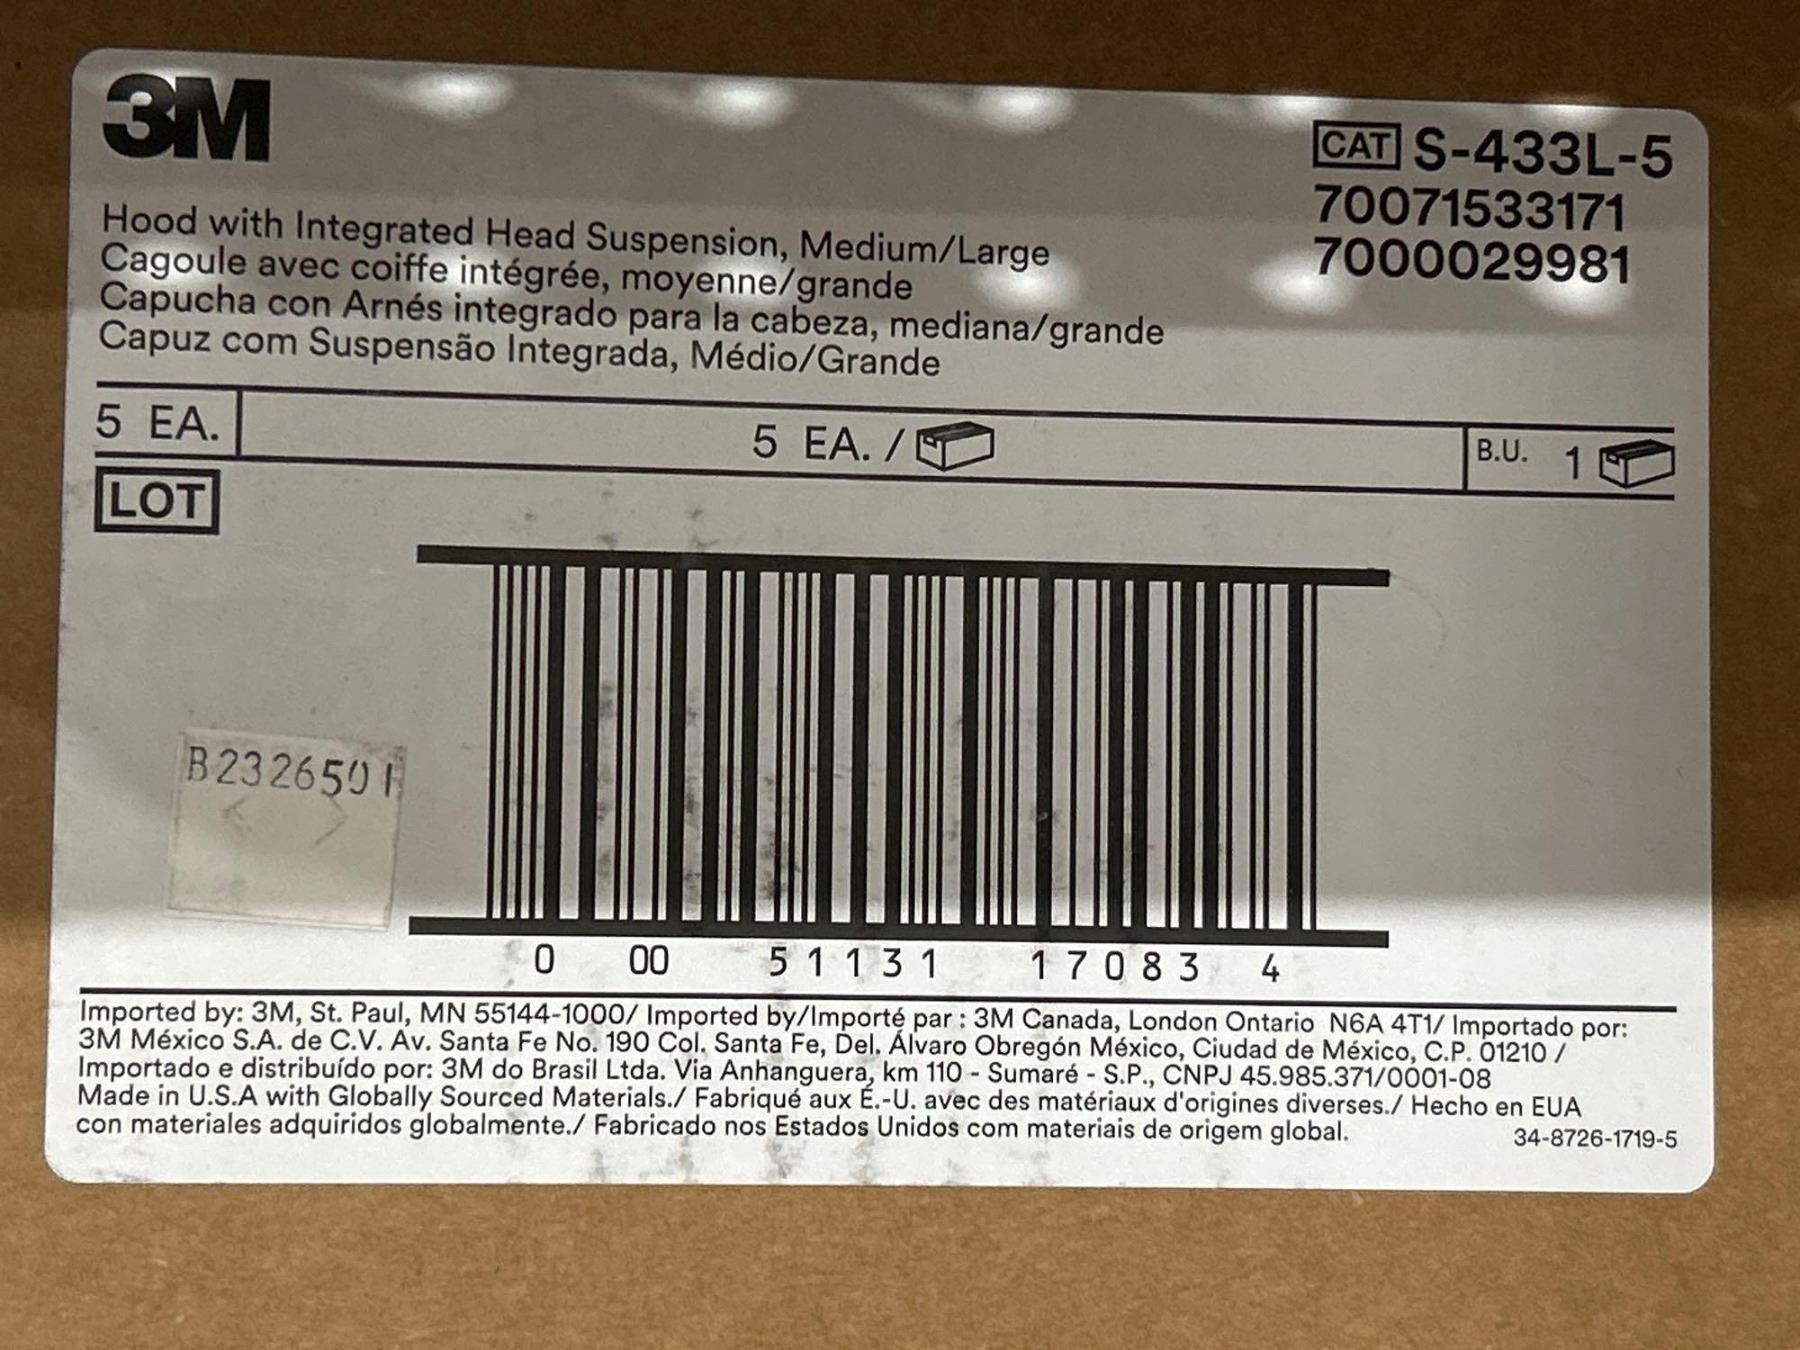 3M
CAT S-433L-5
70071533171
7000029981
Hood with Integrated Head Suspension, Medium/Large
Cagoule avec coiffe intégrée, moyenne/grande
Capucha con Arnés integrado para la cabeza, mediana/grande
Capuz com Suspensão Integrada, Médio/Grande
5 EA.
5 EA. /
B.U. 1
LOT
B2326501
0 00 51131 17083 4
Imported by: 3M, St. Paul, MN 55144-1000/ Imported by/Importé par : 3M Canada, London Ontario N6A 4T1/ Importado por:
3M México S.A. de C.V. Av. Santa Fe No. 190 Col. Santa Fe, Del. Álvaro Obregón México, Ciudad de México, C.P. 01210 /
Importado e distribuído por: 3M do Brasil Ltda. Via Anhanguera, km 110 - Sumaré - S.P., CNPJ 45.985.371/0001-08
Made in U.S.A with Globally Sourced Materials./ Fabriqué aux É.-U. avec des matériaux d'origines diverses./ Hecho en EUA
con materiales adquiridos globalmente./ Fabricado nos Estados Unidos com materiais de origem global.
34-8726-1719-5